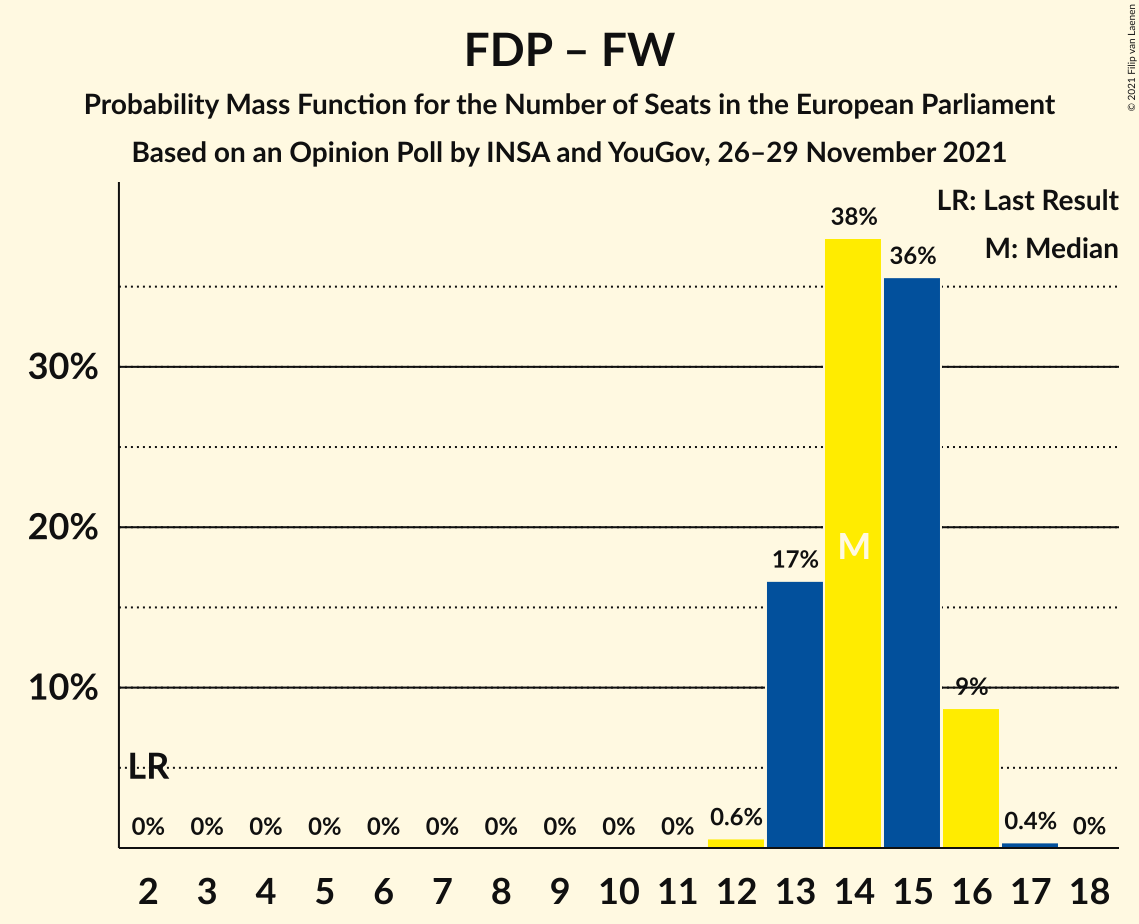 FDP – FW
Probability Mass Function for the Number of Seats in the European Parliament
Based on an Opinion Poll by INSA and YouGov, 26–29 November 2021
© 2021 Filip van Laenen
LR: Last Result
M: Median
38%
36%
30%
20%
17%
M
10%
9%
LR
0% 0% 0% 0% 0% 0% 0% 0% 0% 0% 0.6% 0.4% 0%
2 3 4 5 6 7 8 9 10 11 12 13 14 15 16 17 18